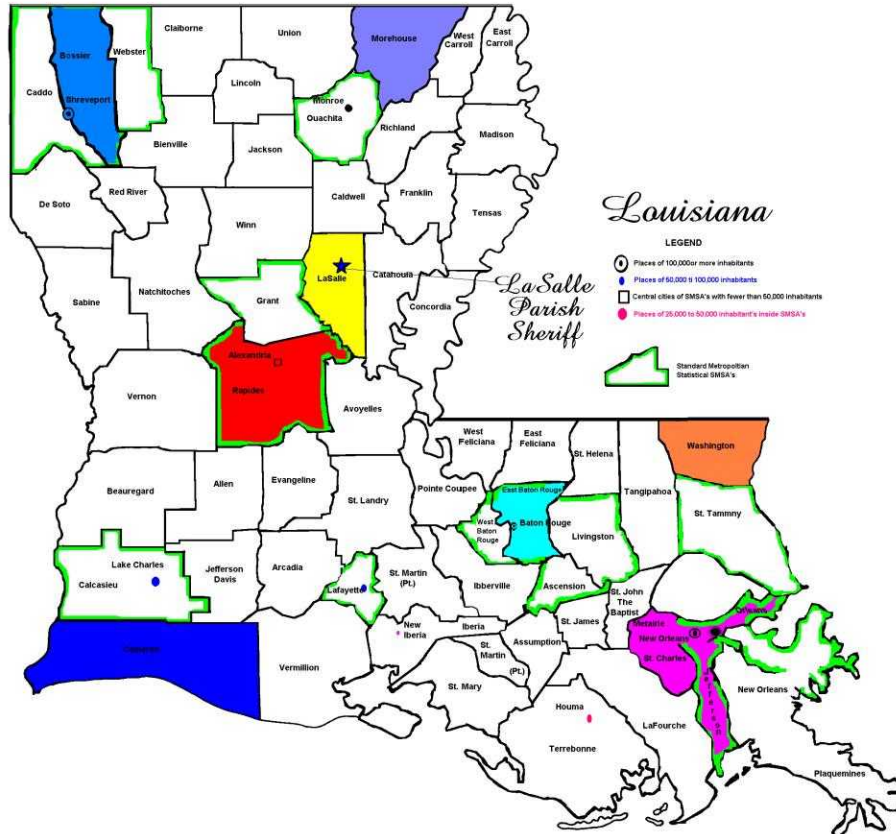 Claiborne
Union
Morehouse
West
Carroll
East
Carroll
Bossier
Webster
Caddo
Shreveport
Lincoln
Monroe
Ouachita
Richland
Madison
Bienville
Jackson
De Soto
Red River
Caldwell
Franklin
Tensas
Winn
Natchitoches
Sabine
LaSalle
Catahoula
Grant
Concordia
Louisiana
LEGEND
Places of 100,000or more inhabitants
Places of 50,000 ti 100,000 inhabitants
Central cities of SMSA's with fewer than 50,000 inhabitants
Places of 25,000 to 50,000 inhabitant's inside SMSA's
Standard Metropoltian
Statistical SMSA's
LaSalle
Parish
Sheriff
Alexandria
Rapides
Vernon
Avoyelles
West
Feliciana
East
Feliciana
St. Helena
Washington
Beauregard
Allen
Evangeline
St. Landry
Pointe Coupee
East Baton Rouge
Baton Rouge
West
Baton
Rouge
Tangipahoa
St. Tammny
Livingston
Lake Charles
Calcasieu
Jefferson
Davis
Arcadia
Lafayette
St. Martin
(Pt.)
Ibberville
Ascension
St. John
The
Baptist
Cameron
Vermillion
New
Iberia
Iberia
St.
Martin
(Pt.)
Assumption
St. James
St. Mary
Metairie
New Orleans
Orleans
St. Charles
Jefferson
New Orleans
Houma
Terrebonne
LaFourche
Plaquemines